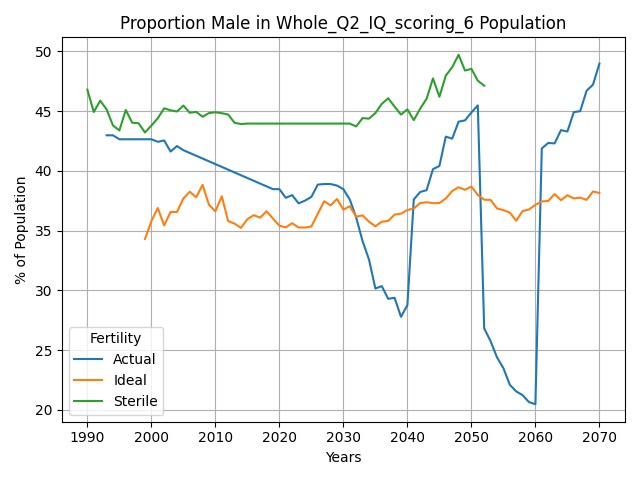 Proportion Male in Whole_Q2_IQ_scoring_6 Population
% of Population
50
45
40
35
30
25
20
Fertility
Actual
Ideal
Sterile
1990 2000 2010 2020 2030 2040 2050 2060 2070
Years